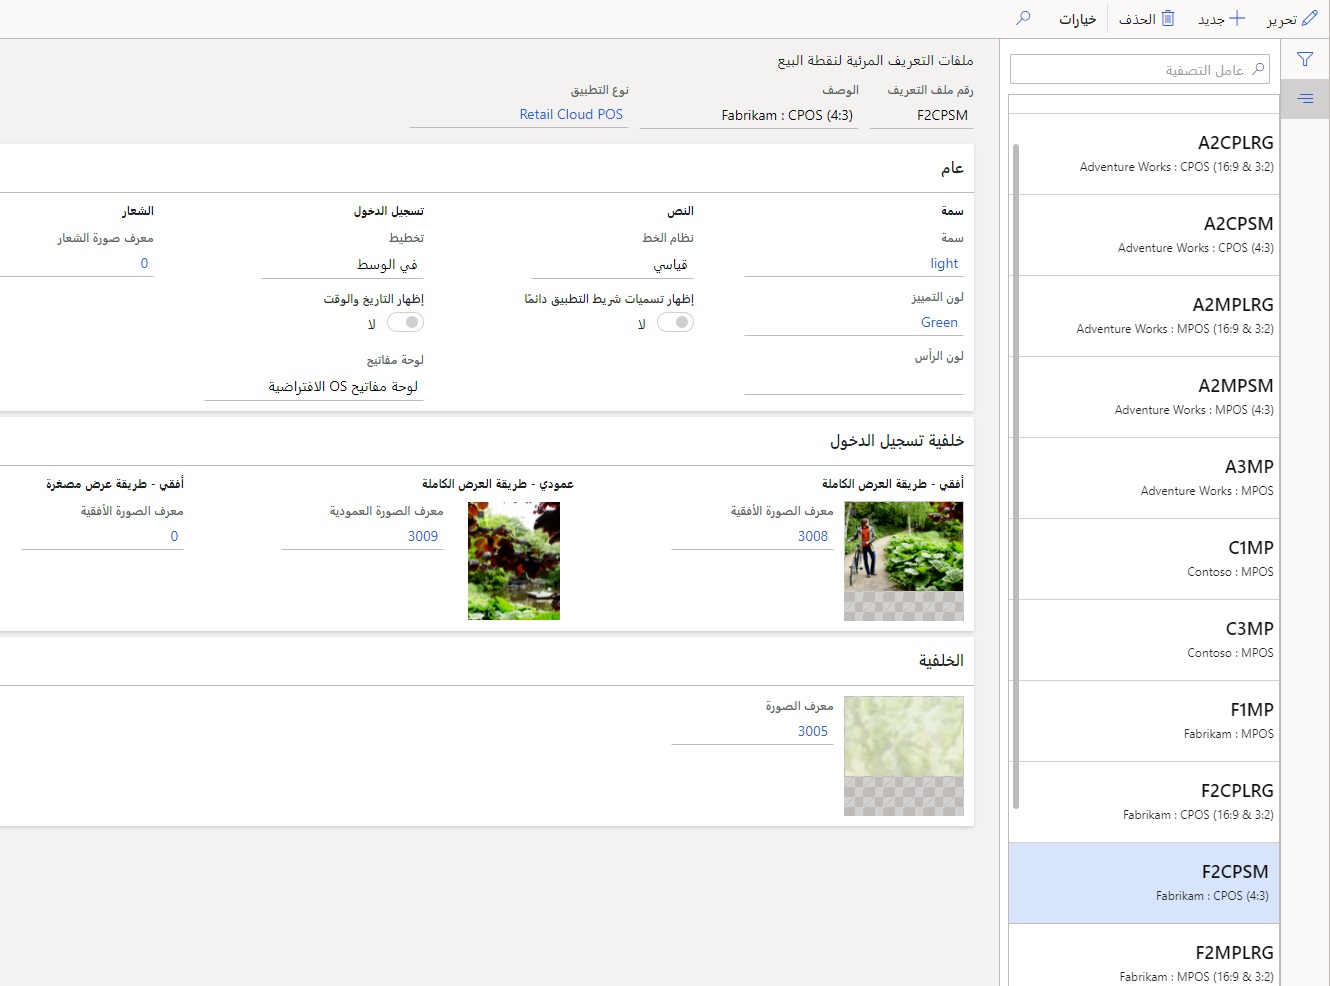 تحرير
جديد
الحذف
خيارات
عامل التصفية
A2CPLRG
Adventure Works : CPOS (16:9 & 3:2)
A2CPSM
Adventure Works : CPOS (4:3)
A2MPLRG
Adventure Works : MPOS (16:9 & 3:2)
A2MPSM
Adventure Works : MPOS (4:3)
A3MP
Adventure Works : MPOS
C1MP
Contoso : MPOS
C3MP
Contoso : MPOS
F1MP
Fabrikam : MPOS
F2CPLRG
Fabrikam : CPOS (16:9 & 3:2)
F2CPSM
Fabrikam : CPOS (4:3)
F2MPLRG
Fabrikam : MPOS (16:9 & 3:2)
ملفات التعريف المرئية لنقطة البيع
رقم ملف التعريف
F2CPSM
الوصف
Fabrikam : CPOS (4:3)
نوع التطبيق
Retail Cloud POS
عام
سمة
سمة
light
لون التمييز
Green
لون الرأس
النص
نظام الخط
قياسي
إظهار تسميات شريط التطبيق دائمًا
لا
تسجيل الدخول
تخطيط
في الوسط
إظهار التاريخ والوقت
لا
لوحة مفاتيح
لوحة مفاتيح OS الافتراضية
الشعار
معرف صورة الشعار
0
خلفية تسجيل الدخول
أفقي - طريقة العرض الكاملة
معرف الصورة الأفقية
3008
عمودي - طريقة العرض الكاملة
معرف الصورة العمودية
3009
أفقي - طريقة عرض مصغرة
معرف الصورة الأفقية
0
الخلفية
معرف الصورة
3005